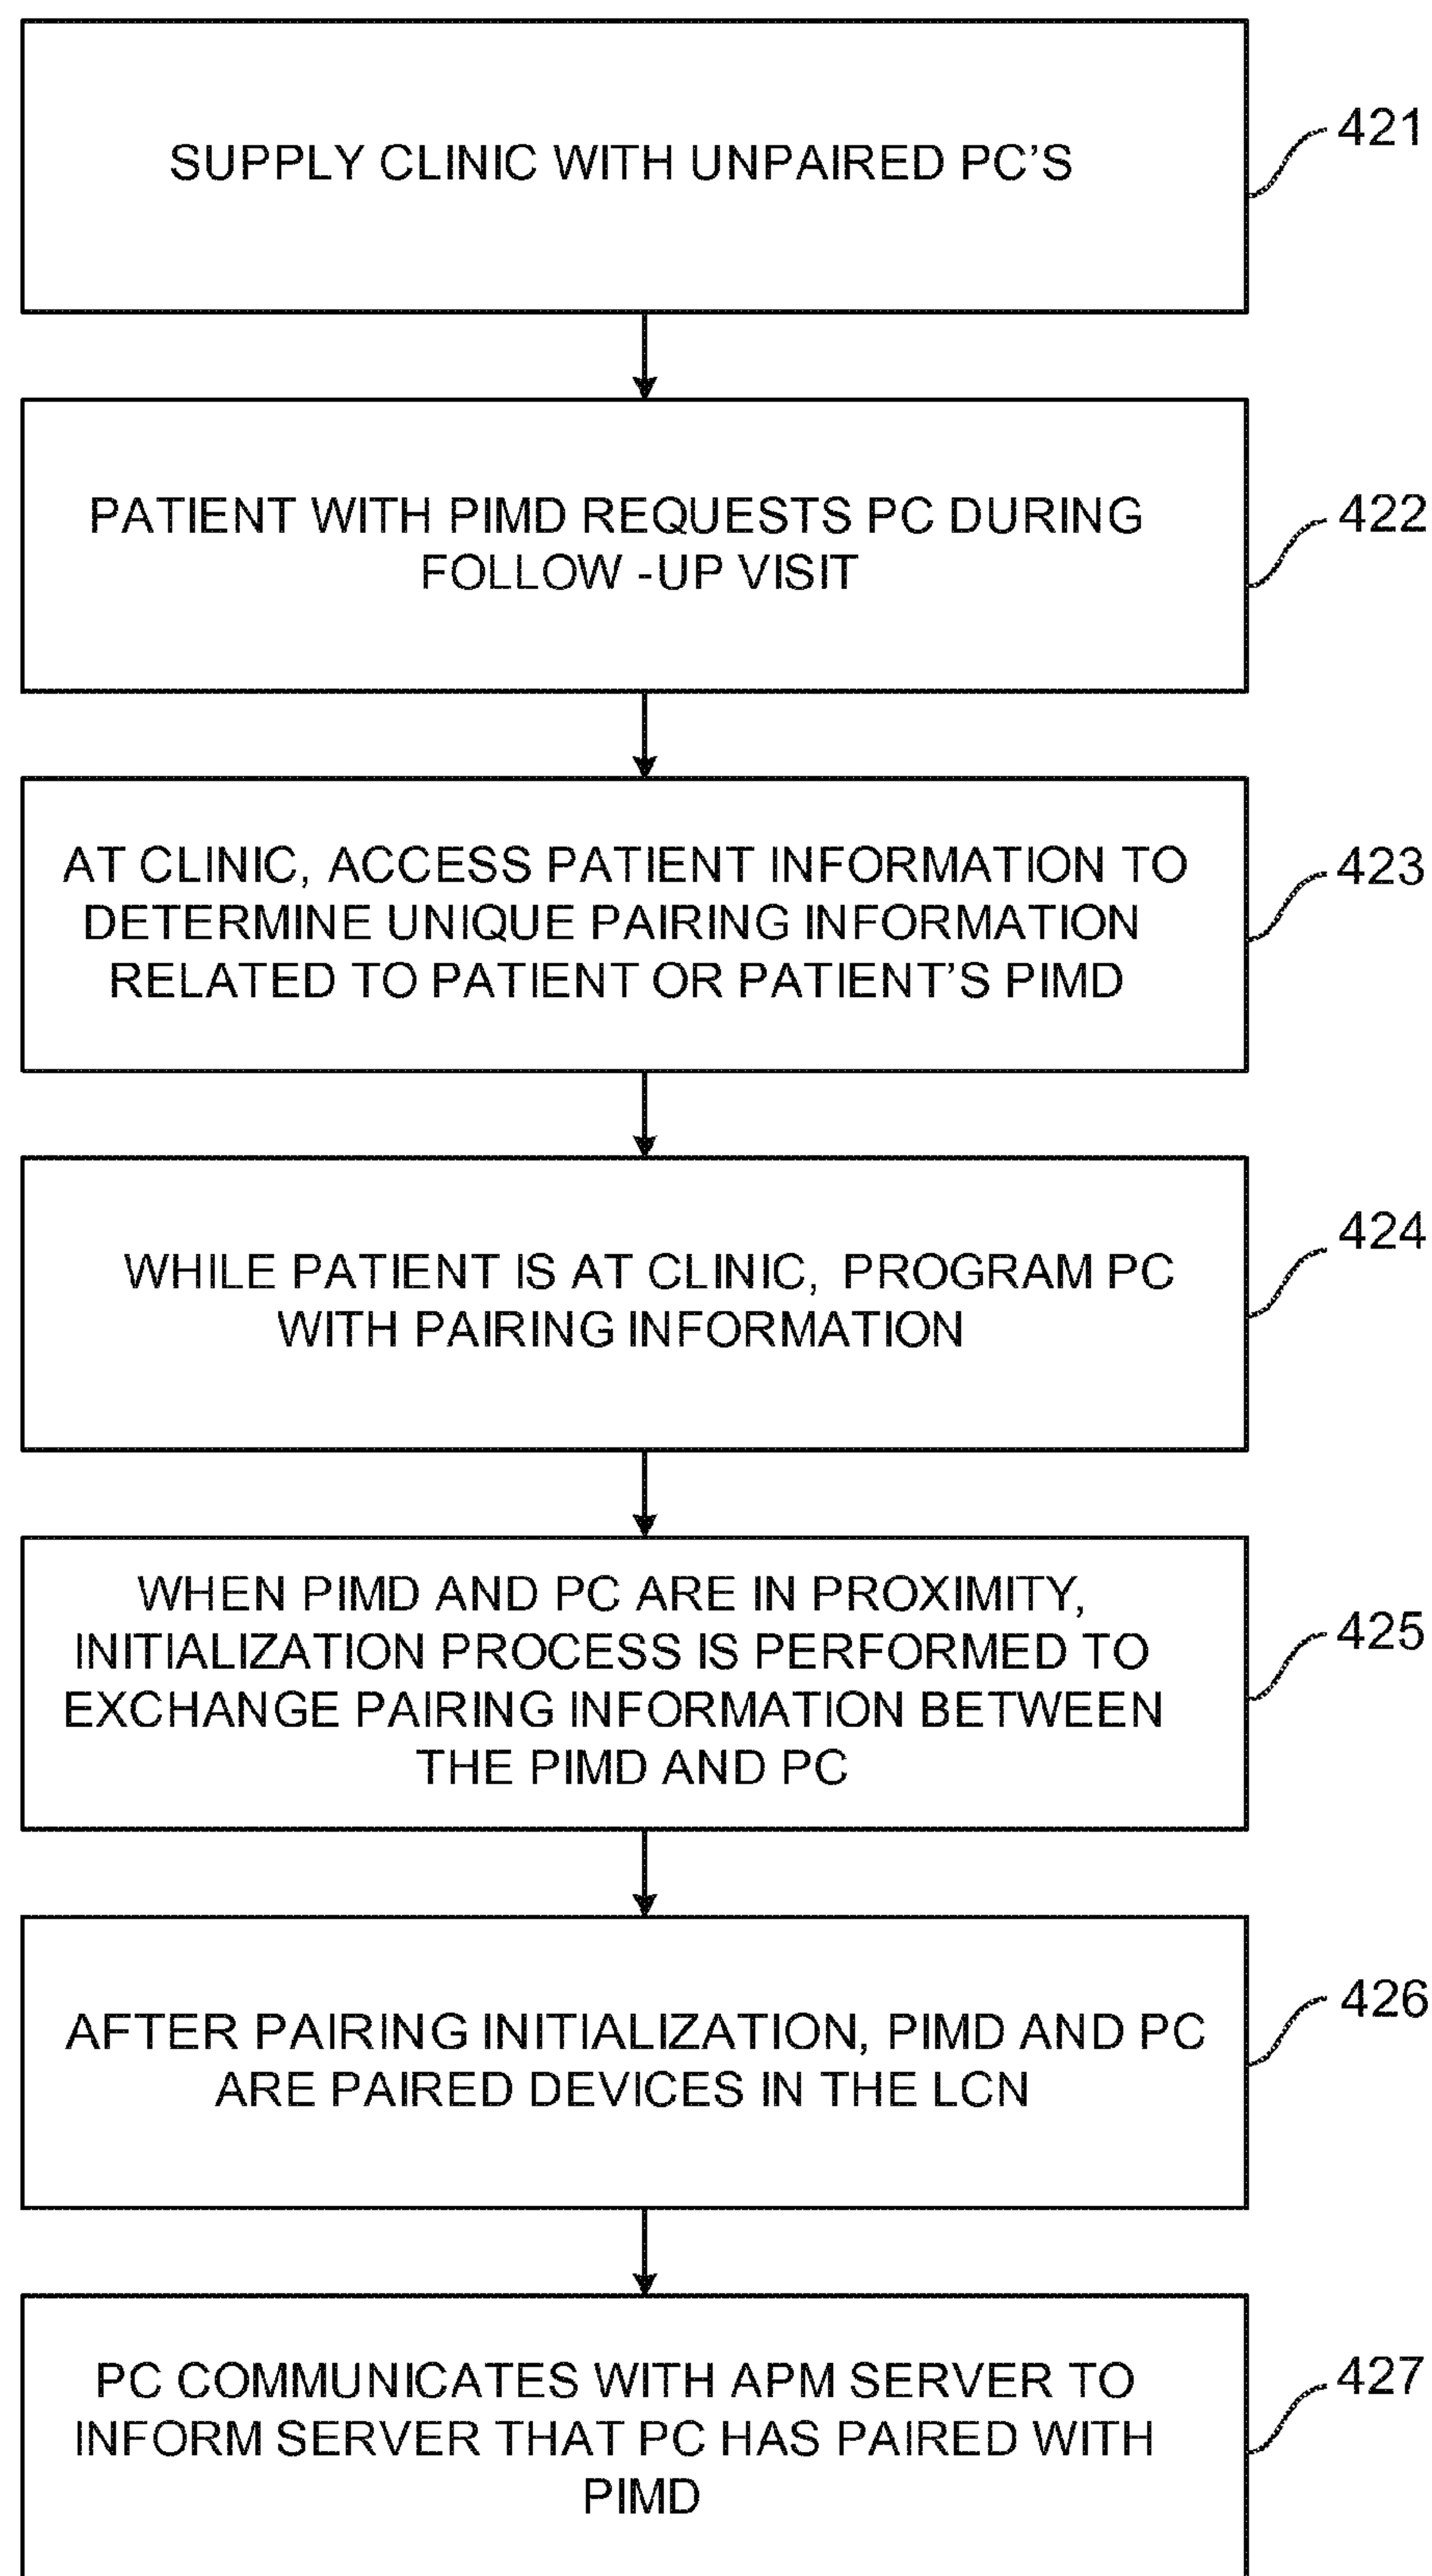 SUPPLY CLINIC WITH UNPAIRED PC'S
421
PATIENT WITH PIMD REQUESTS PC DURING
FOLLOW -UP VISIT
422
AT CLINIC, ACCESS PATIENT INFORMATION TO
DETERMINE UNIQUE PAIRING INFORMATION
RELATED TO PATIENT OR PATIENT'S PIMD
423
WHILE PATIENT IS AT CLINIC, PROGRAM PC
WITH PAIRING INFORMATION
424
WHEN PIMD AND PC ARE IN PROXIMITY,
INITIALIZATION PROCESS IS PERFORMED TO
EXCHANGE PAIRING INFORMATION BETWEEN
THE PIMD AND PC
425
AFTER PAIRING INITIALIZATION, PIMD AND PC
ARE PAIRED DEVICES IN THE LCN
426
PC COMMUNICATES WITH APM SERVER TO
INFORM SERVER THAT PC HAS PAIRED WITH
PIMD
427